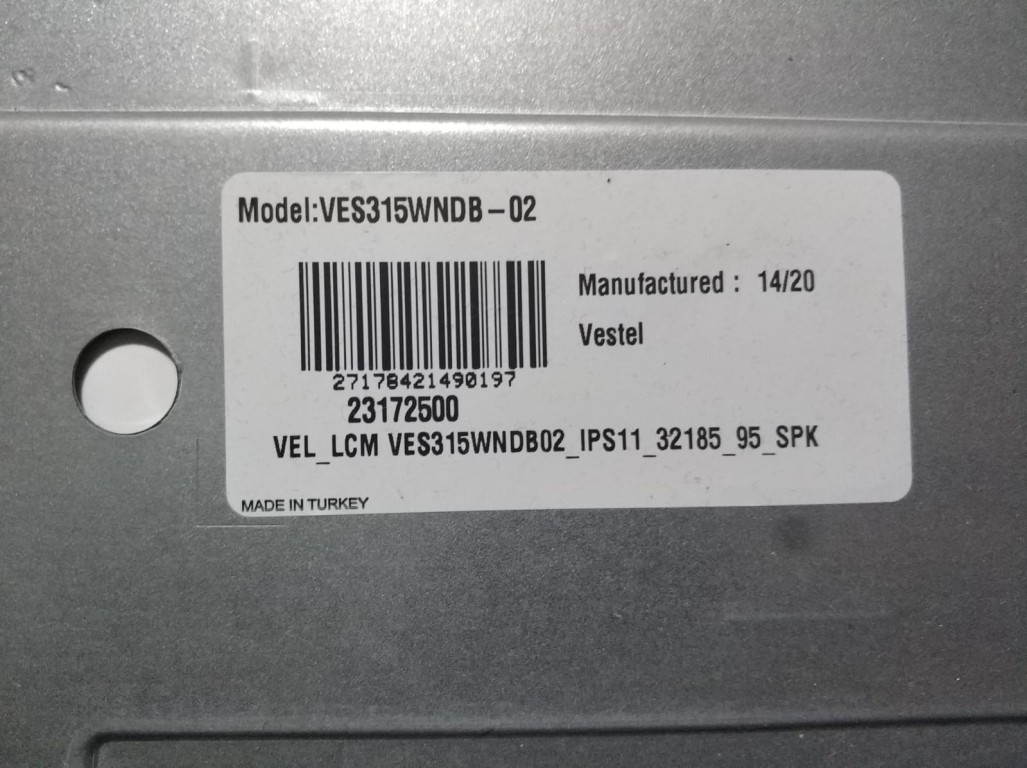 Model:VES315WNDB-02
Manufactured : 14/20
Vestel
27178421490197
23172500
VEL_LCM VES315WNDB02_IPS11_32185_95_SPK
MADE IN TURKEY